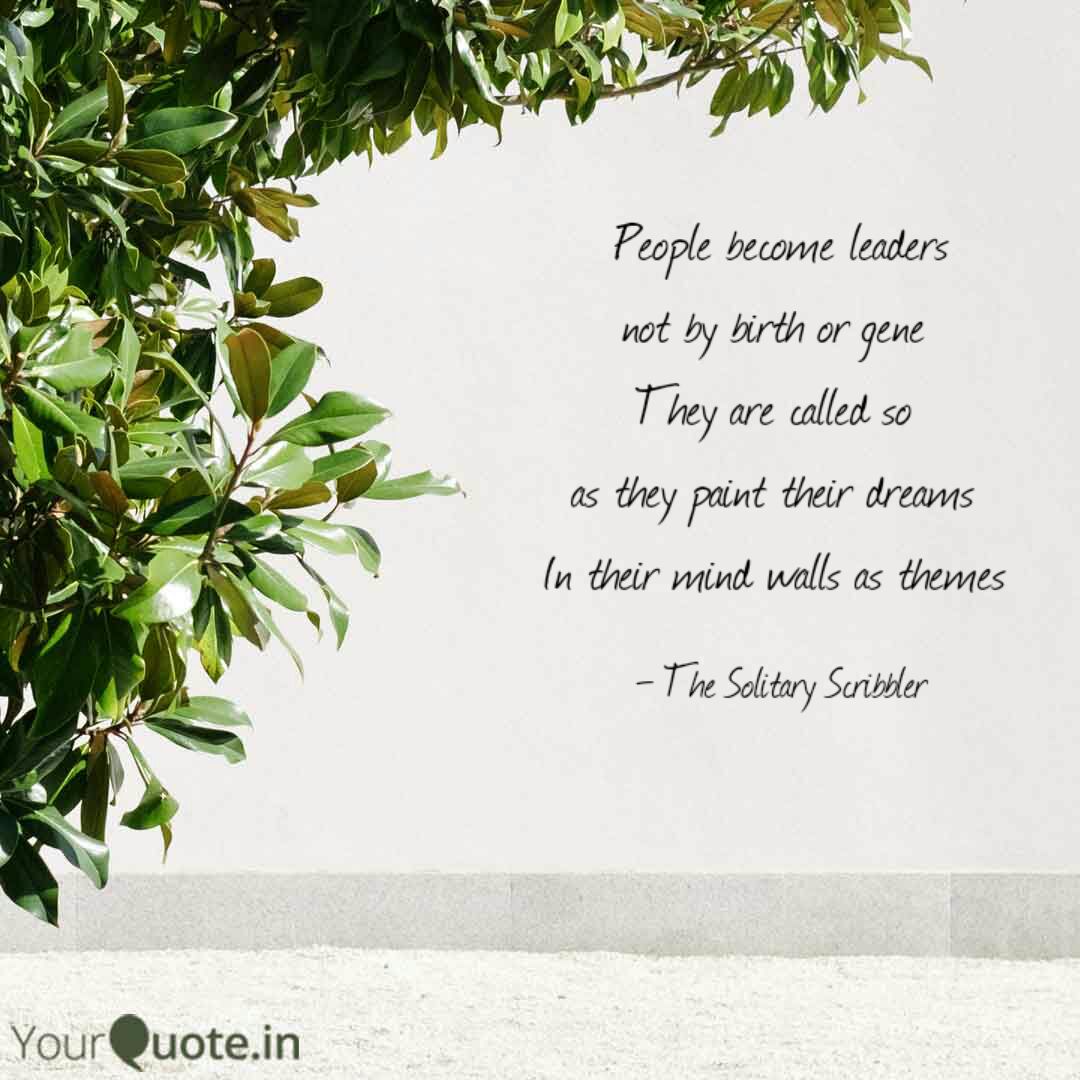 People become leaders
not by birth or gene
They are called so
as they paint their dreams
In their mind walls as themes
- The Solitary Scribbler
YourQuote.in